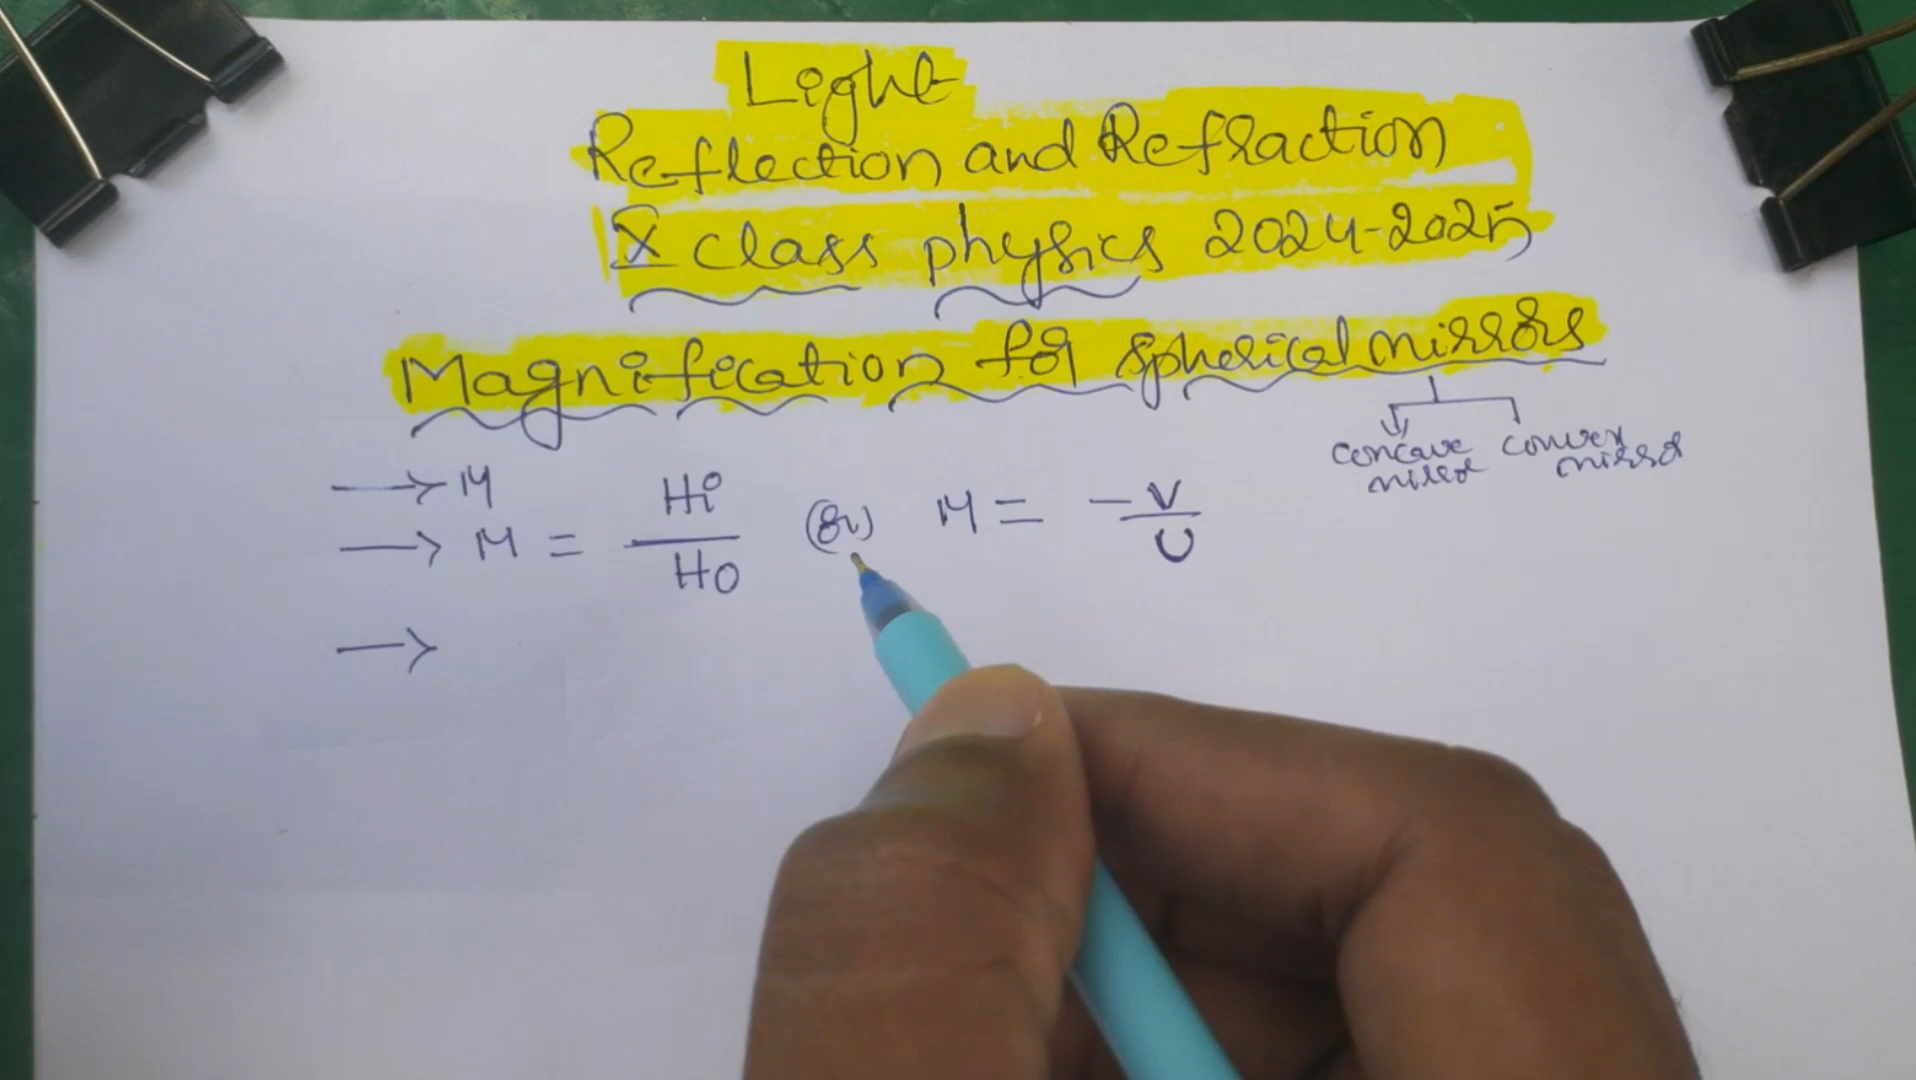 Light
Reflection and Refraction
X class physics 2024-2025
Magnification for spherical mirrors
concave mirror
convex mirror
→ M
→ M = Hi / Ho (or) M = -v / u
→